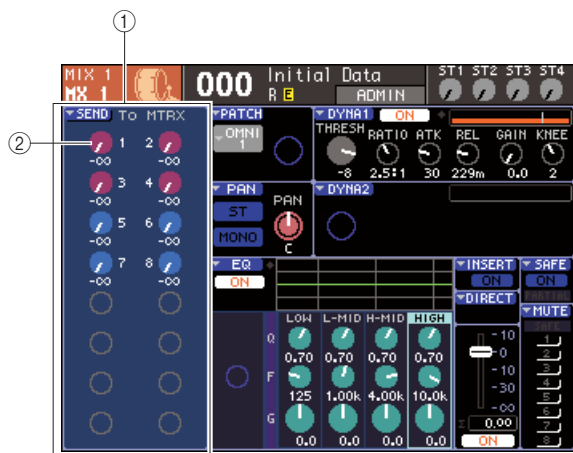 ①
MIX 1
MX 1
000
Initial Data
R E
ADMIN
ST1 ST2 ST3 ST4
②
SEND To MTRX
1 2
-∞ -∞
3 4
-∞ -∞
5 6
-∞ -∞
7 8
-∞ -∞
PATCH
OMNI
1
DYNA1 ON
THRESH RATIO ATK REL GAIN KNEE
-8 2.5:1 30 229m 0.0 2
PAN
ST
MONO
PAN
C
DYNA2
EQ
ON
LOW L-MID H-MID HIGH
Q
0.70 0.70 0.70 0.70
F
125 1.00k 4.00k 10.0k
G
0.0 0.0 0.0 0.0
INSERT
ON
DIRECT
10
-0
-10
-30
-∞
Σ 0.00
ON
SAFE
ON
PARTIAL
MUTE
SAFE
1
2
3
4
5
6
7
8